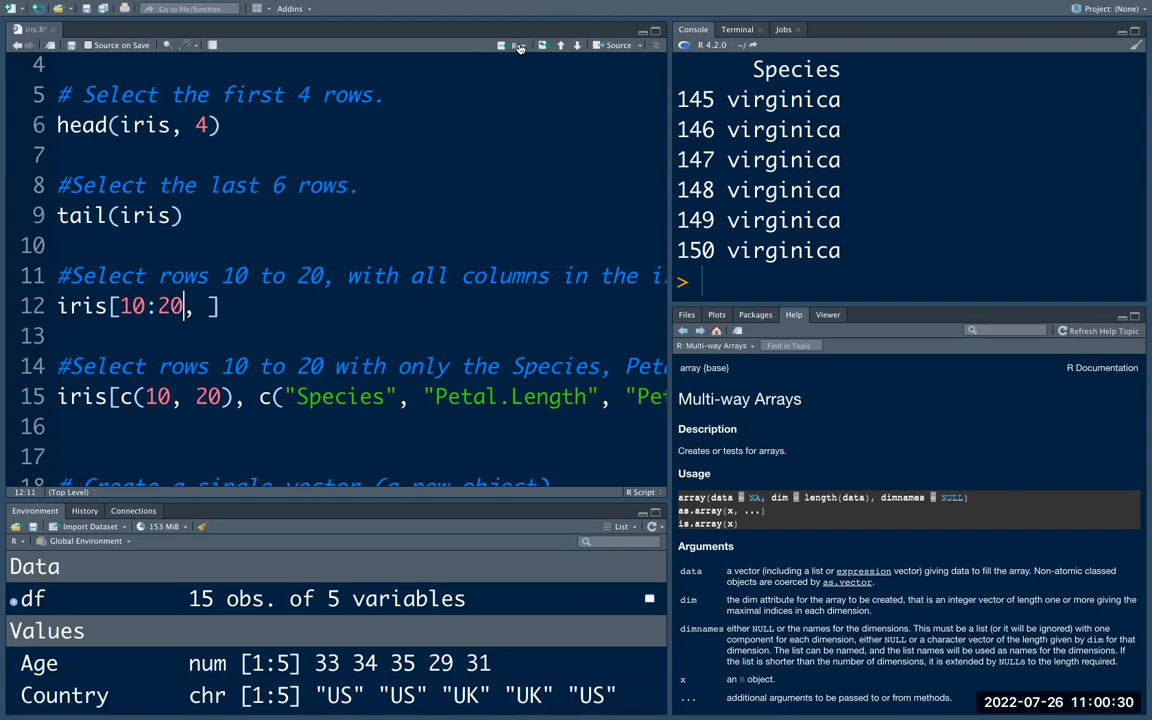 Go to file/function
Addins
Project: (None)
Iris.R*
Source on Save
Run
Source
4
5 # Select the first 4 rows.
6 head(iris, 4)
7
8 #Select the last 6 rows.
9 tail(iris)
10
11 #Select rows 10 to 20, with all columns in the i
12 iris[10:20, ]
13
14 #Select rows 10 to 20 with only the Species, Pet
15 iris[c(10, 20), c("Species", "Petal.Length", "Pe
16
17
18 # Create a single vector (a new object)
12:11 (Top Level)
R Script
Console Terminal Jobs
R 4.2.0 · ~/
Species
145 virginica
146 virginica
147 virginica
148 virginica
149 virginica
150 virginica
>
Environment History Connections
Import Dataset 153 MiB List
R Global Environment
Data
df 15 obs. of 5 variables
Values
Age num [1:5] 33 34 35 29 31
Country chr [1:5] "US" "US" "UK" "UK" "US"
Files Plots Packages Help Viewer
Refresh Help Topic
R: Multi-way Arrays Find in Topic
array {base} R Documentation
Multi-way Arrays
Description
Creates or tests for arrays.
Usage
array(data = NA, dim = length(data), dimnames = NULL)
as.array(x, ...)
is.array(x)
Arguments
data a vector (including a list or expression vector) giving data to fill the array. Non-atomic classed
objects are coerced by as.vector.
dim the dim attribute for the array to be created, that is an integer vector of length one or more giving the
maximal indices in each dimension.
dimnames either NULL or the names for the dimensions. This must be a list (or it will be ignored) with one
component for each dimension, either NULL or a character vector of the length given by dim for that
dimension. The list can be named, and the list names will be used as names for the dimensions. If
the list is shorter than the number of dimensions, it is extended by NULLs to the length required.
x an R object.
... additional arguments to be passed to or from methods.
2022-07-26 11:00:30